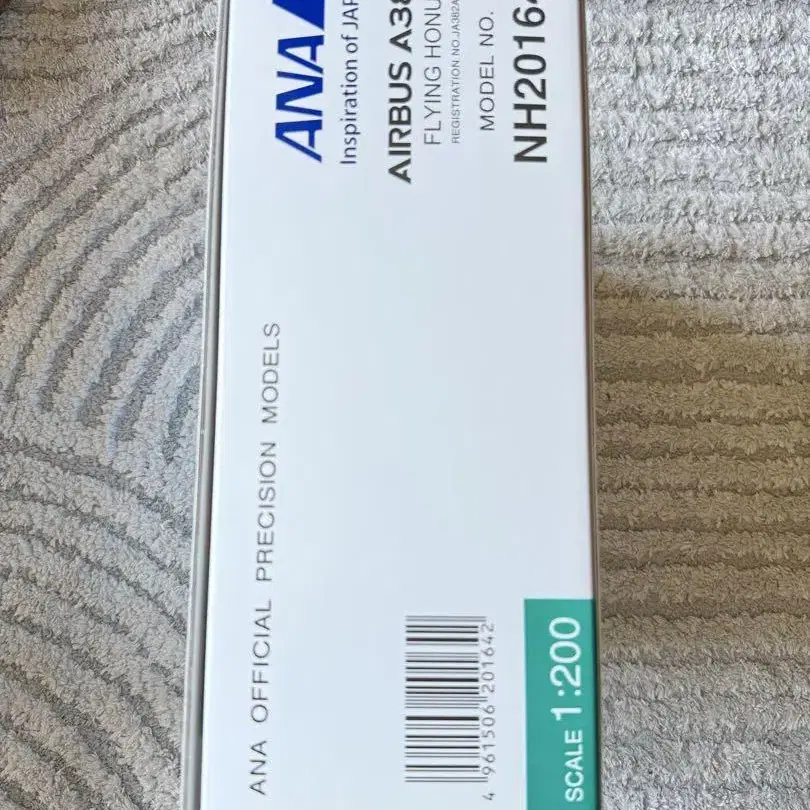 ANA
Inspiration of JAP
AIRBUS A38
FLYING HONU
REGISTRATION NO.JA382A
MODEL NO.
NH20164
ANA OFFICIAL PRECISION MODELS
4 961506 201642
SCALE 1:200